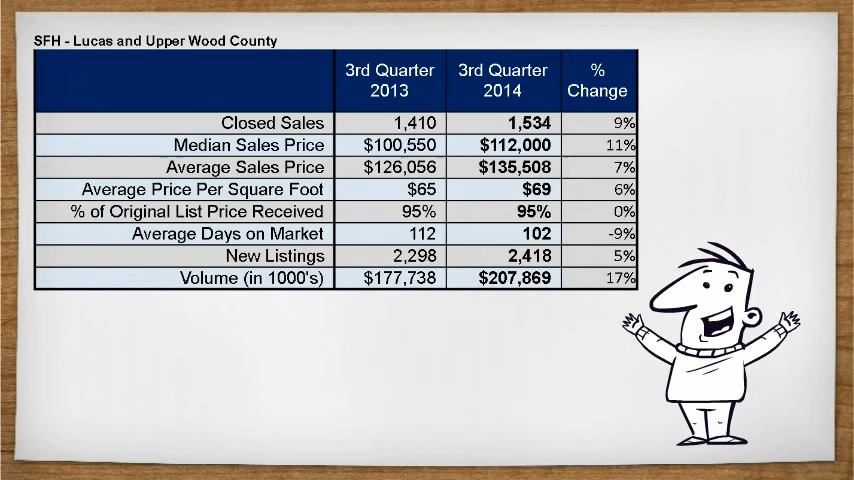 SFH - Lucas and Upper Wood County
3rd Quarter 2013 3rd Quarter 2014 % Change
Closed Sales 1,410 1,534 9%
Median Sales Price $100,550 $112,000 11%
Average Sales Price $126,056 $135,508 7%
Average Price Per Square Foot $65 $69 6%
% of Original List Price Received 95% 95% 0%
Average Days on Market 112 102 -9%
New Listings 2,298 2,418 5%
Volume (in 1000's) $177,738 $207,869 17%